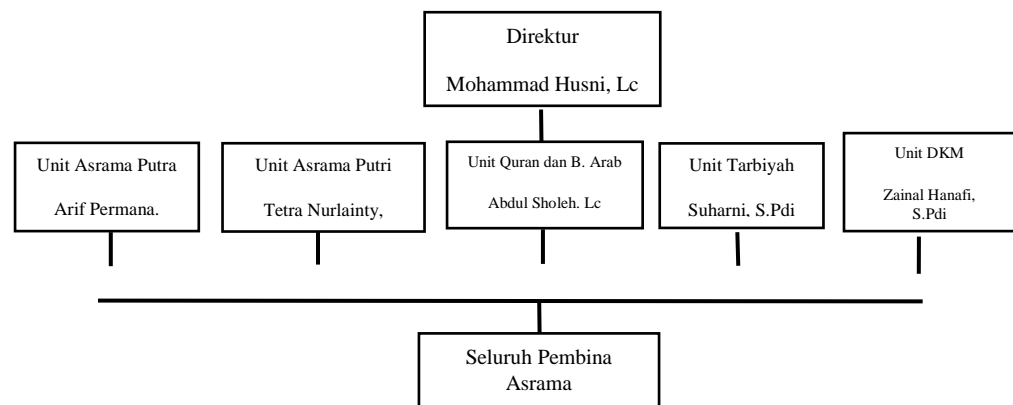 Direktur
Mohammad Husni, Lc
Unit Asrama Putra
Arif Permana.
Unit Asrama Putri
Tetra Nurlainty,
Unit Quran dan B. Arab
Abdul Sholeh. Lc
Unit Tarbiyah
Suharni, S.Pdi
Unit DKM
Zainal Hanafi,
S.Pdi
Seluruh Pembina
Asrama